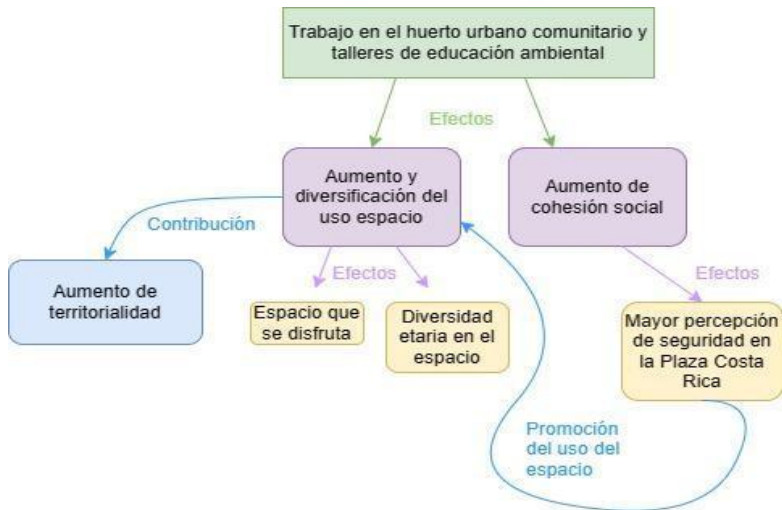 Trabajo en el huerto urbano comunitario y
talleres de educación ambiental
Efectos
Aumento y
diversificación del
uso espacio
Aumento de
cohesión social
Contribución
Efectos
Efectos
Aumento de
territorialidad
Espacio que
se disfruta
Diversidad
etaria en el
espacio
Mayor percepción
de seguridad en
la Plaza Costa
Rica
Promoción
del uso del
espacio